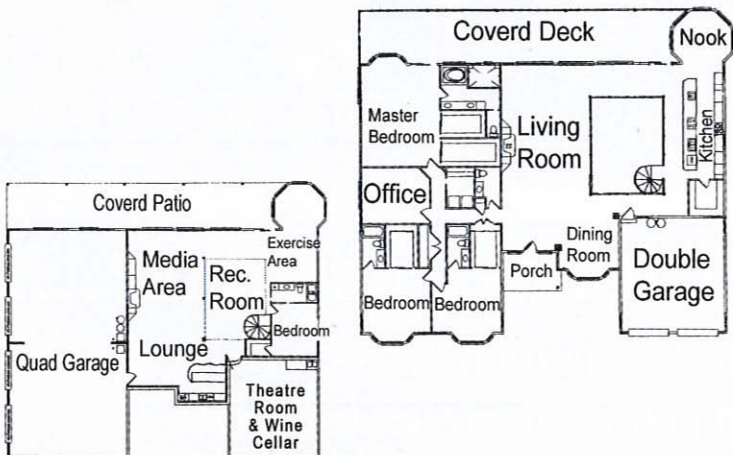 Coverd Deck
Nook
Master
Bedroom
Living
Room
Kitchen
Office
Dining
Room
Porch
Double
Garage
Bedroom
Bedroom
Coverd Patio
Exercise
Area
Media
Area
Rec.
Room
Bedroom
Quad Garage
Lounge
Theatre
Room
& Wine
Cellar